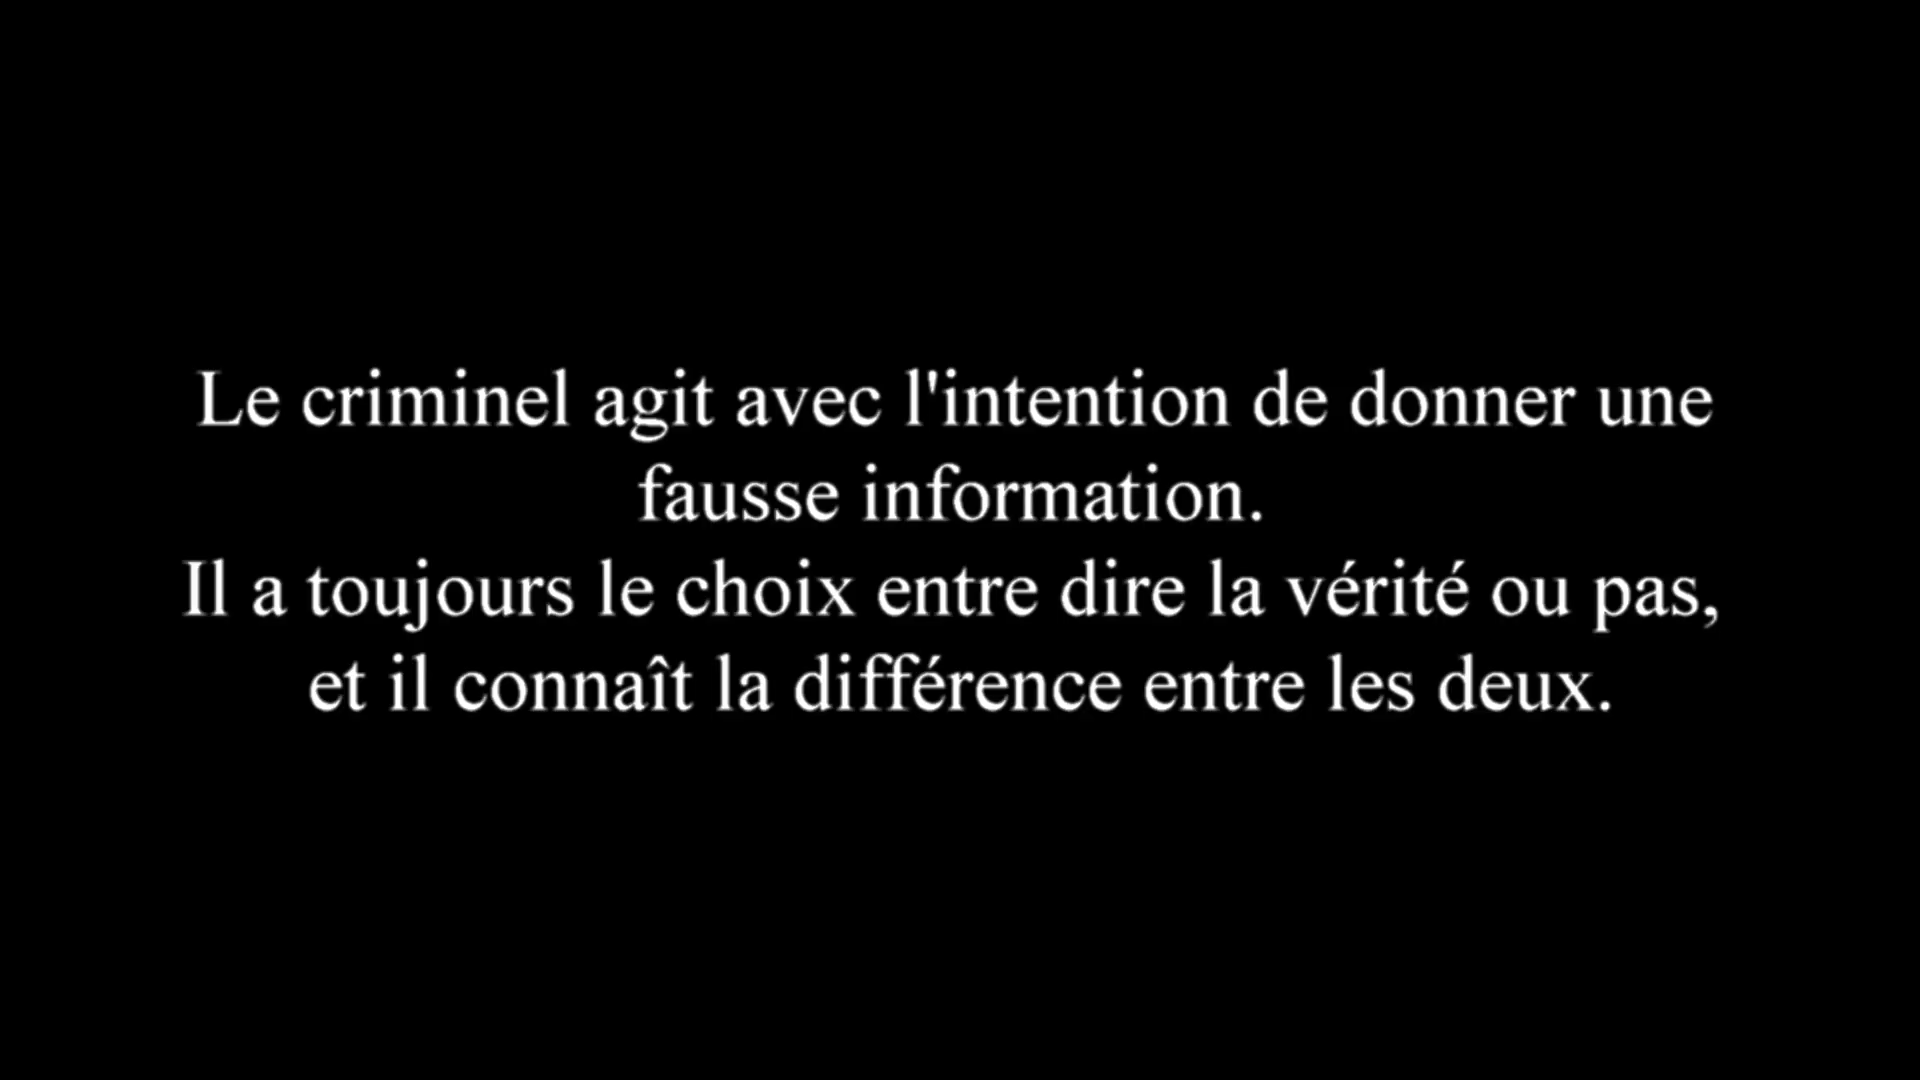 Le criminel agit avec l'intention de donner une
fausse information.
Il a toujours le choix entre dire la vérité ou pas,
et il connaît la différence entre les deux.